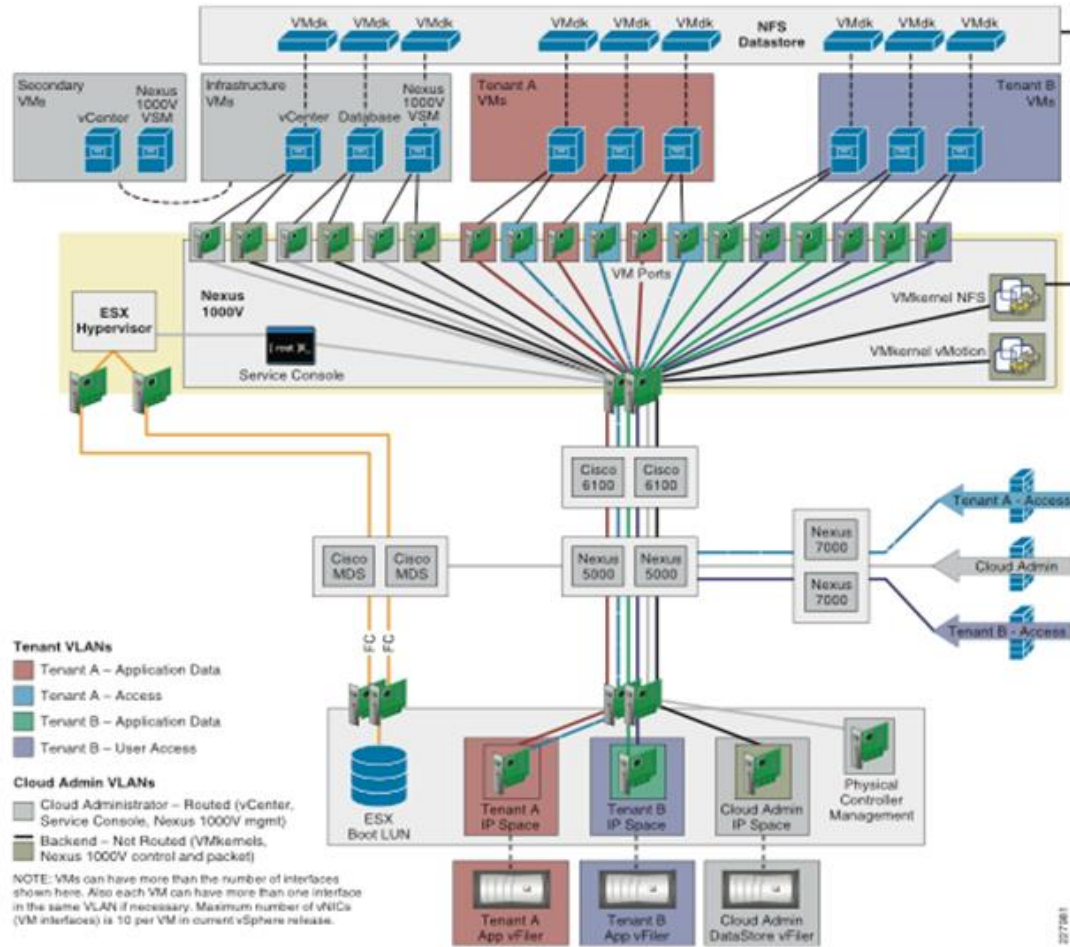 VMdk VMdk VMdk VMdk VMdk VMdk VMdk VMdk VMdk
NFS
Datastore
Secondary
VMs
Nexus
1000V
VSM
vCenter
Infrastructure
VMs
Nexus
1000V
VSM
vCenter Database
Tenant A
VMs
Tenant B
VMs
VM Ports
Nexus
1000V
ESX
Hypervisor
[ root ]#_
Service Console
VMkernel NFS
VMkernel vMotion
Cisco
6100
Cisco
6100
Cisco
MDS
Cisco
MDS
Nexus
5000
Nexus
5000
Nexus
7000
Nexus
7000
Tenant A - Access
Cloud Admin
Tenant B - Access
FC
FC
Tenant VLANs
Tenant A – Application Data
Tenant A – Access
Tenant B – Application Data
Tenant B – User Access
Cloud Admin VLANs
Cloud Administrator – Routed (vCenter,
Service Console, Nexus 1000V mgmt)
Backend – Not Routed (VMkernels,
Nexus 1000V control and packet)
NOTE: VMs can have more than the number of interfaces
shown here. Also each VM can have more than one interface
in the same VLAN if necessary. Maximum number of vNICs
(VM interfaces) is 10 per VM in current vSphere release.
ESX
Boot LUN
Tenant A
IP Space
Tenant B
IP Space
Cloud Admin
IP Space
Physical
Controller
Management
Tenant A
App vFiler
Tenant B
App vFiler
Cloud Admin
DataStore vFiler